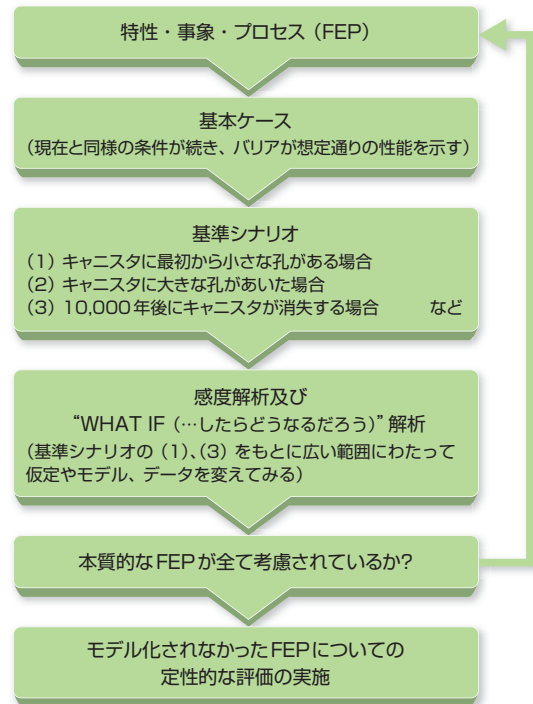 特性・事象・プロセス（FEP）
基本ケース
（現在と同様の条件が続き、バリアが想定通りの性能を示す）
基準シナリオ
（1）キャニスタに最初から小さな孔がある場合
（2）キャニスタに大きな孔があいた場合
（3）10,000年後にキャニスタが消失する場合　　　など
感度解析及び
“WHAT IF（…したらどうなるだろう）”解析
（基準シナリオの（1）、（3）をもとに広い範囲にわたって
仮定やモデル、データを変えてみる）
本質的なFEPが全て考慮されているか?
モデル化されなかったFEPについての
定性的な評価の実施